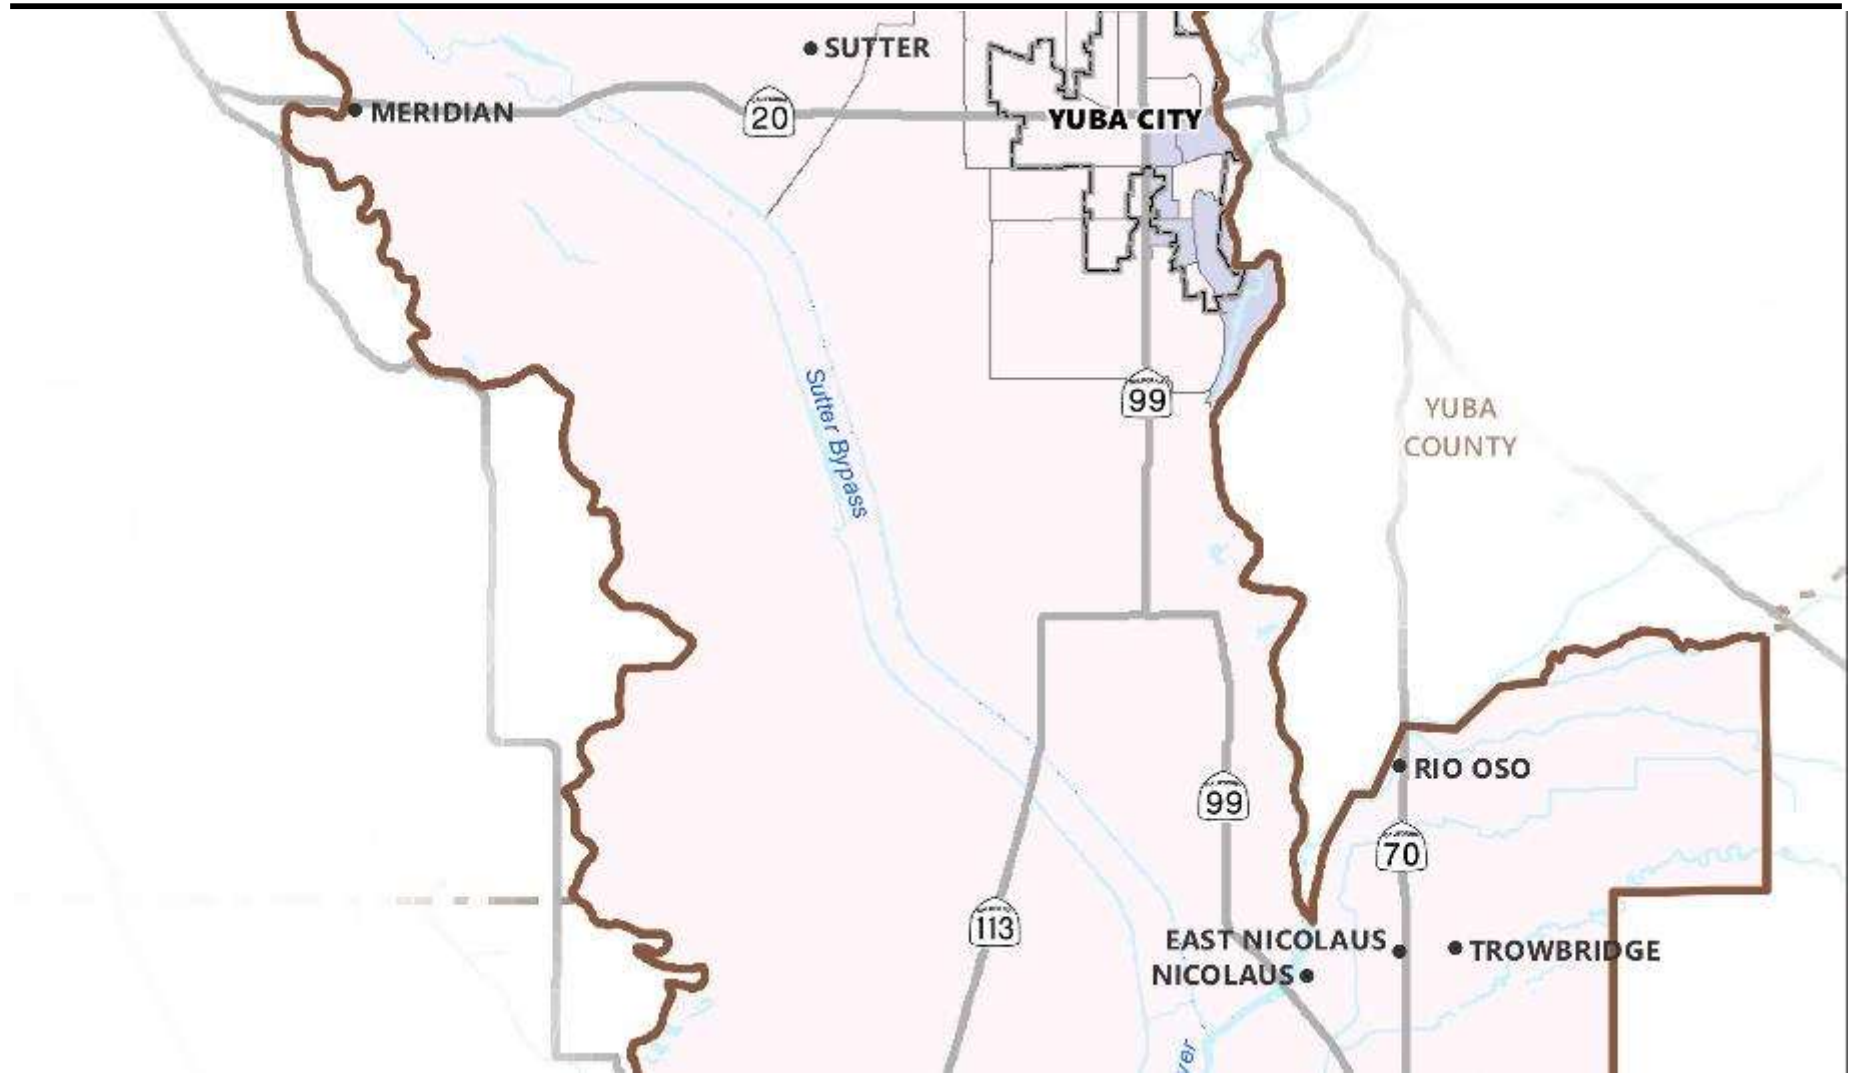 SUTTER
MERIDIAN
20
YUBA CITY
99
Sutter Bypass
YUBA
COUNTY
RIO OSO
99
70
113
EAST NICOLAUS
TROWBRIDGE
NICOLAUS
ver